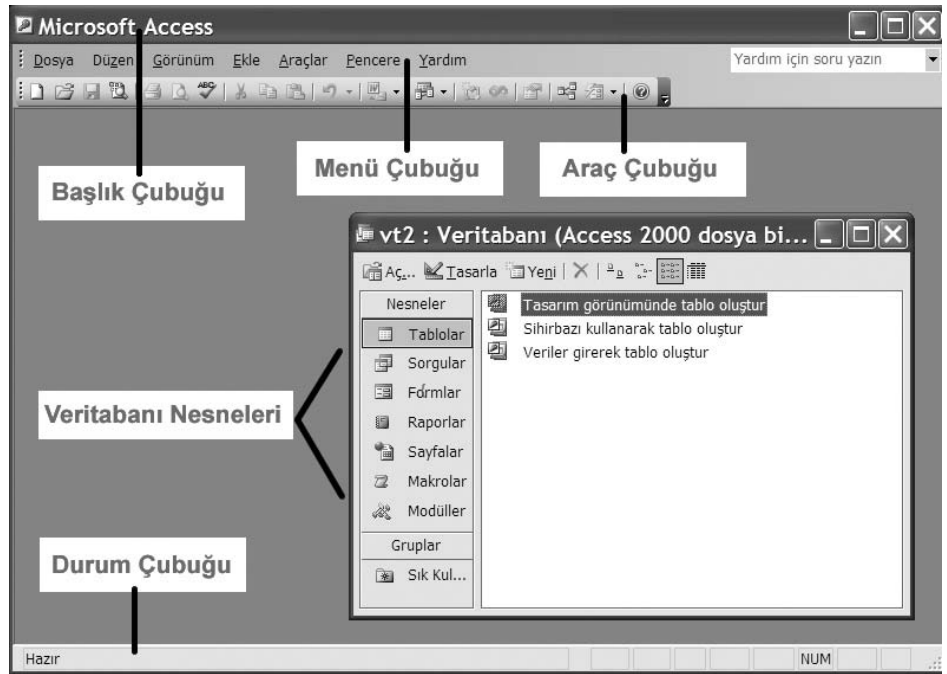 Microsoft Access
Dosya Düzen Görünüm Ekle Araçlar Pencere Yardım Yardım için soru yazın
Menü Çubuğu
Araç Çubuğu
Başlık Çubuğu
vt2 : Veritabanı (Access 2000 dosya bi...
Aç... Tasarla Yeni
Nesneler
Tablolar
Sorgular
Formlar
Raporlar
Sayfalar
Makrolar
Modüller
Gruplar
Sık Kul...
Tasarım görünümünde tablo oluştur
Sihirbazı kullanarak tablo oluştur
Veriler girerek tablo oluştur
Veritabanı Nesneleri
Durum Çubuğu
Hazır NUM